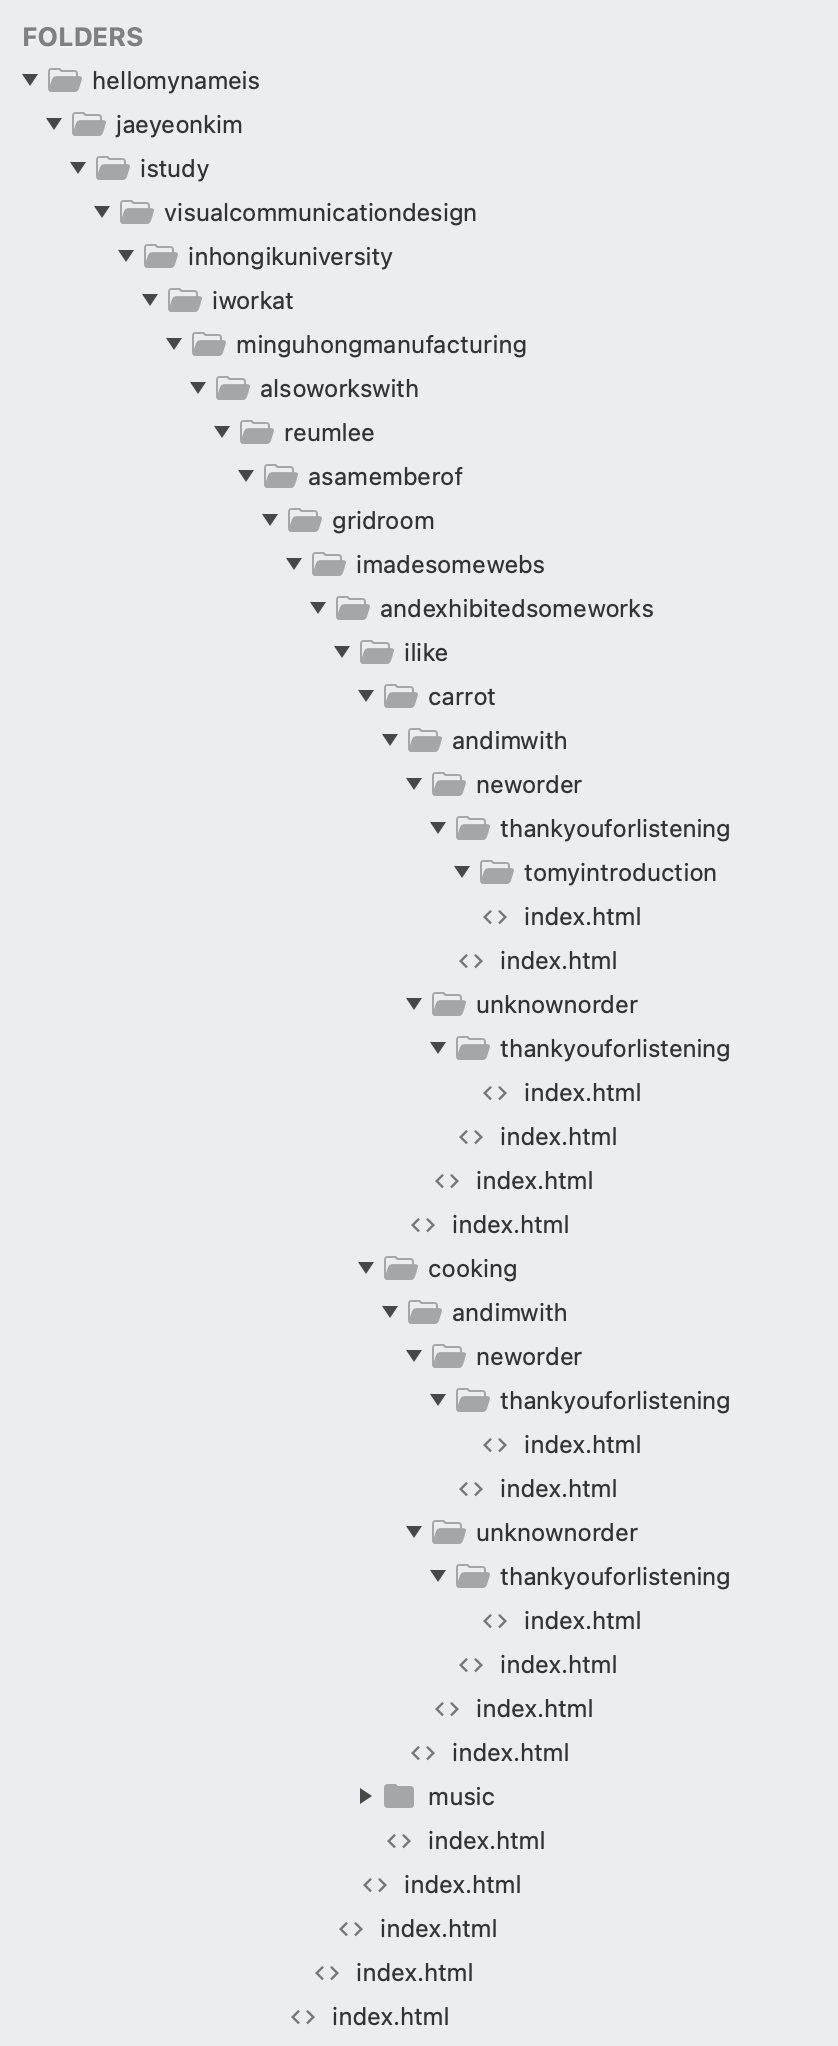 FOLDERS
hellomynameis
jaeyeonkim
istudy
visualcommunicationdesign
inhongikuniversity
iworkat
minguhongmanufacturing
alsoworkswith
reumlee
asamemberof
gridroom
imadesomewebs
andexhibitedsomeworks
ilike
carrot
andimwith
neworder
thankyouforlistening
tomyintroduction
index.html
index.html
unknownorder
thankyouforlistening
index.html
index.html
index.html
index.html
cooking
andimwith
neworder
thankyouforlistening
index.html
index.html
unknownorder
thankyouforlistening
index.html
index.html
index.html
index.html
music
index.html
index.html
index.html
index.html
index.html